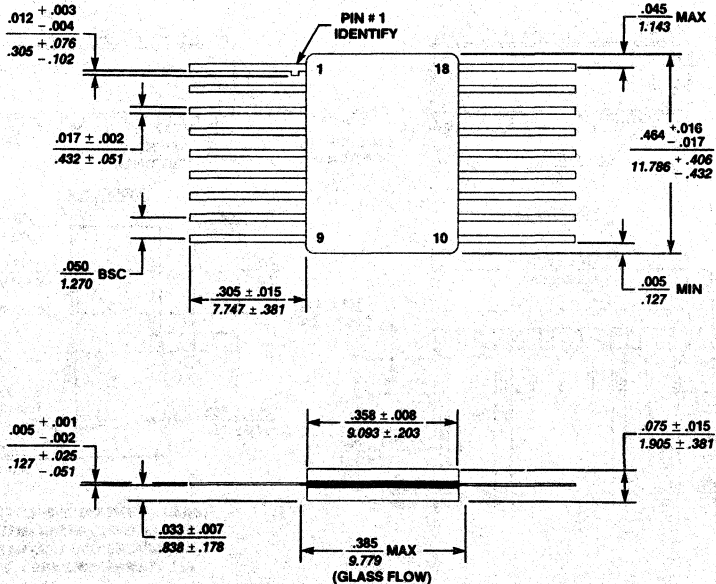 PIN # 1
IDENTIFY
.012 + .003
- .004
.305 + .076
- .102
.045 MAX
1.143
1
18
.017 ± .002
.432 ± .051
.464 +.016
- .017
11.786 + .406
- .432
9
10
.050 BSC
1.270
.305 ± .015
7.747 ± .381
.005 MIN
.127
.358 ± .008
9.093 ± .203
.005 + .001
- .002
.127 + .025
- .051
.075 ± .015
1.905 ± .381
.033 ± .007
.838 ± .178
.385 MAX
9.779
(GLASS FLOW)